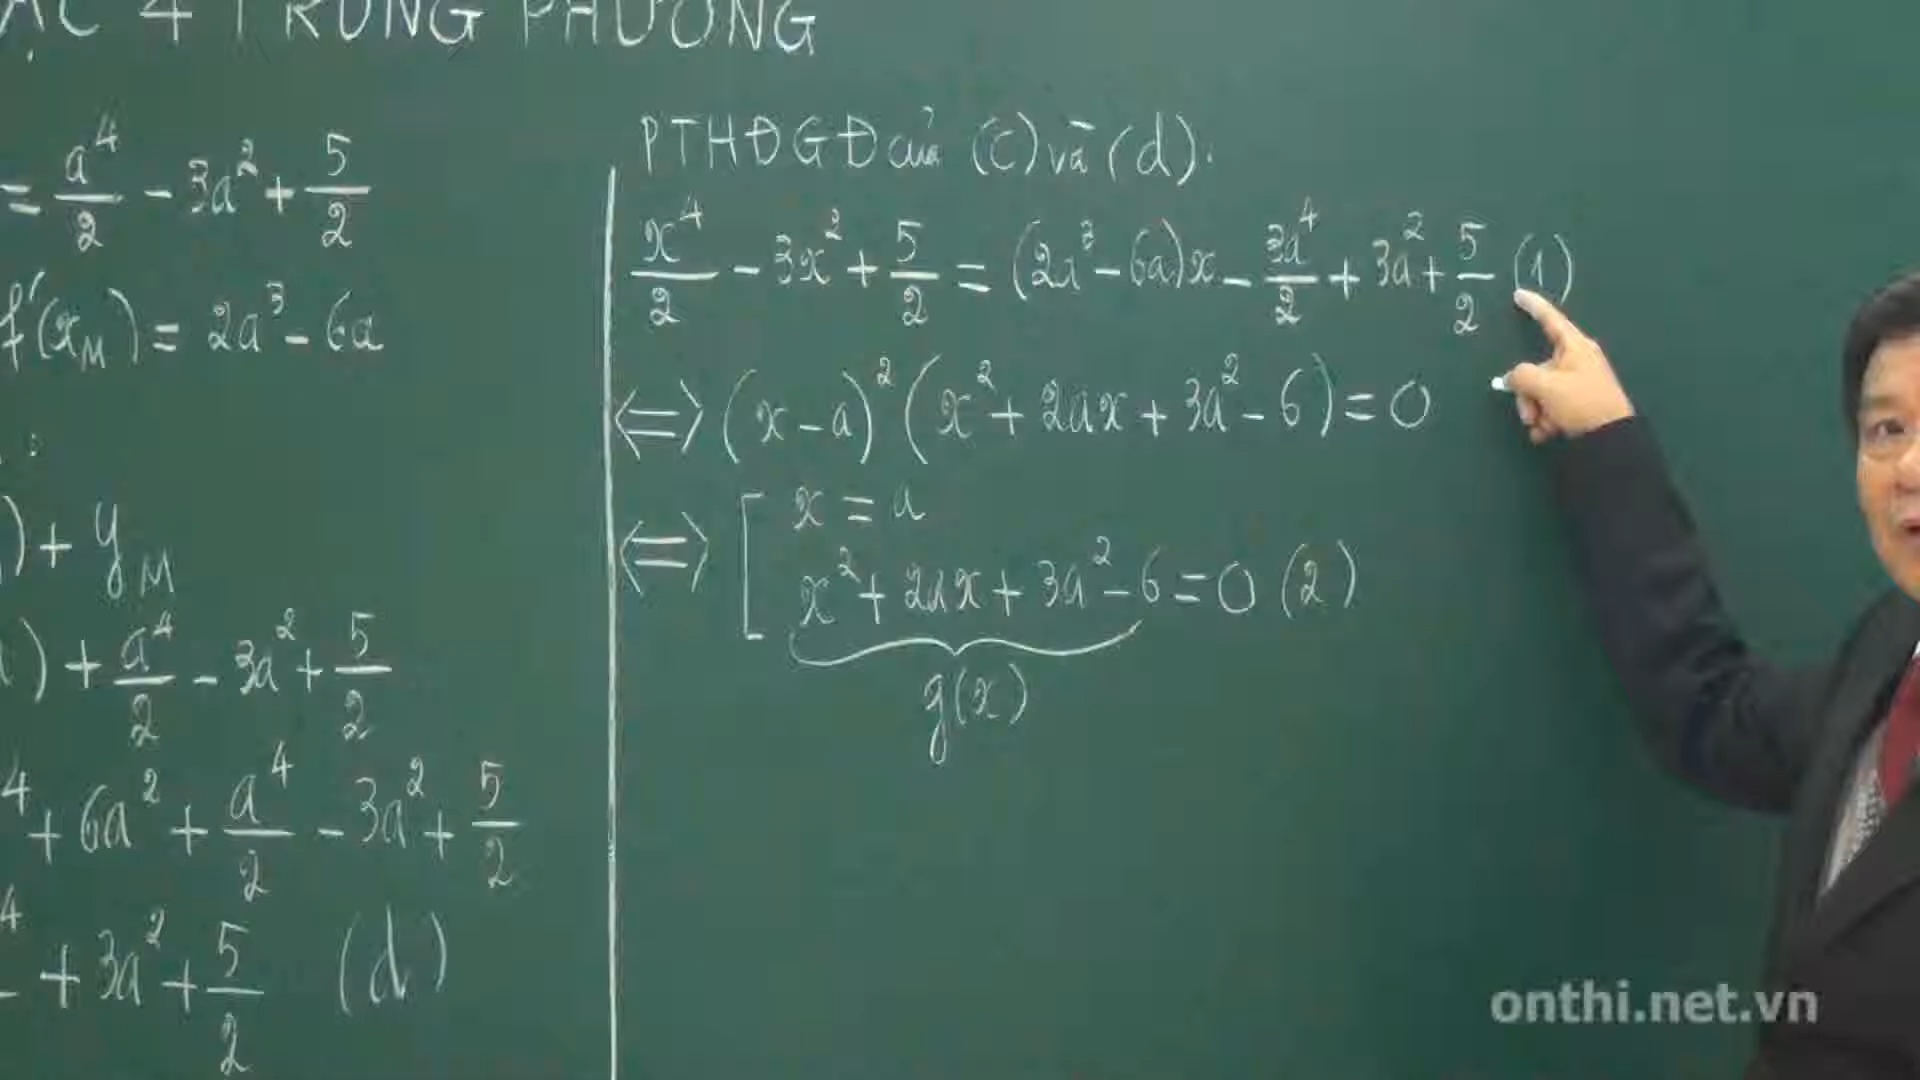 4 TRÙNG PHƯƠNG
= a⁴/2 - 3a² + 5/2
f'(x_M) = 2a³ - 6a
:
) + y_M
) + a⁴/2 - 3a² + 5/2
4 + 6a² + a⁴/2 - 3a² + 5/2
4 + 3a² + 5/2 (d)
PTHĐGĐ của (C) và (d).
x⁴/2 - 3x² + 5/2 = (2a³ - 6a)x - 3a⁴/2 + 3a² + 5/2 (1)
⟺ (x - a)² (x² + 2ax + 3a² - 6) = 0
⟺ [ x = a
x² + 2ax + 3a² - 6 = 0 (2)
g(x)
onthi.net.vn